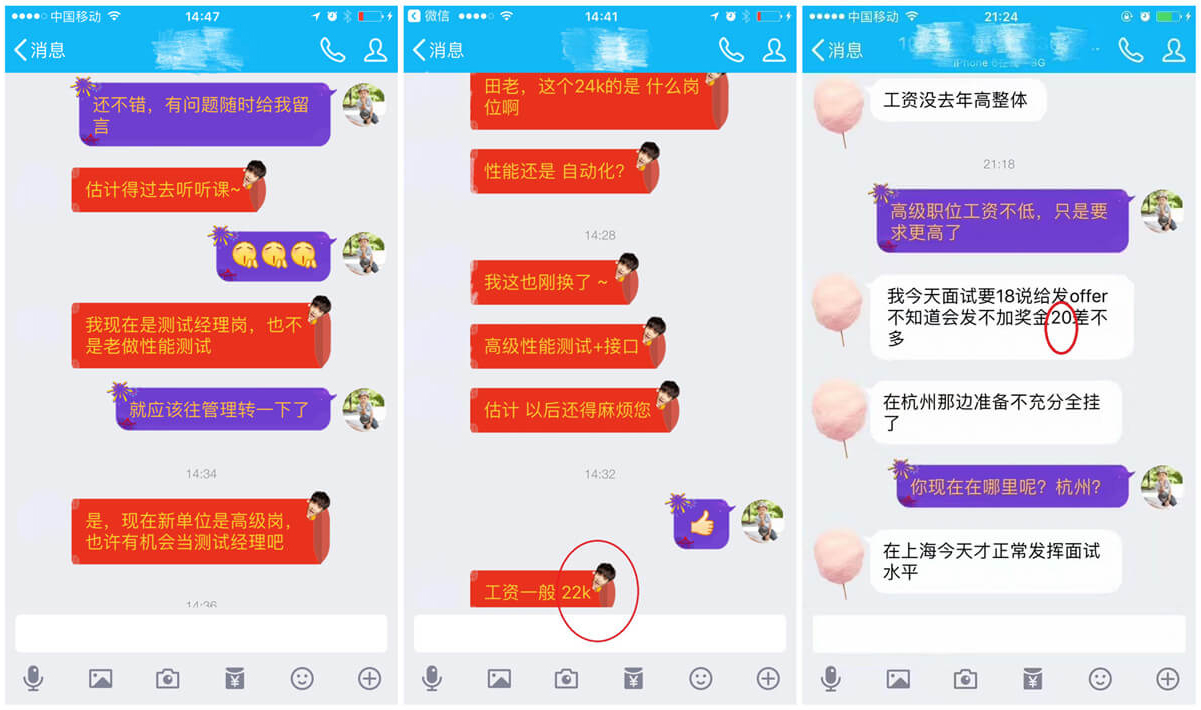 中国移动
14:47
消息
还不错，有问题随时给我留
言
估计得过去听听课~
我现在是测试经理岗，也不
是老做性能测试
就应该往管理转一下了
14:34
是，现在新单位是高级岗，
也许有机会当测试经理吧
14:36
微信
14:41
消息
田老，这个24k的是 什么岗
位啊
性能还是 自动化？
14:28
我这也刚换了 ~
高级性能测试+接口
估计 以后还得麻烦您
14:32
工资一般 22k
中国移动
21:24
消息
工资没去年高整体
21:18
高级职位工资不低，只是要
求更高了
我今天面试要18说给发offer
不知道会发不加奖金20差不
多
在杭州那边准备不充分全挂
了
你现在在哪里呢？杭州？
在上海今天才正常发挥面试
水平